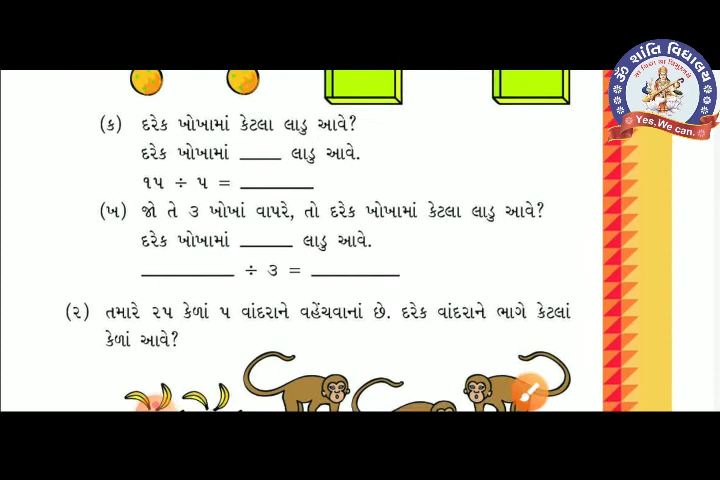 ૐ શાંતિ વિદ્યાલય
Yes.We can.
(ક) દરેક ખોખામાં કેટલા લાડુ આવે?
દરેક ખોખામાં ____ લાડુ આવે.
૧૫ ÷ ૫ = ________
(ખ) જો તે ૩ ખોખાં વાપરે, તો દરેક ખોખામાં કેટલા લાડુ આવે?
દરેક ખોખામાં _____ લાડુ આવે.
__________ ÷ ૩ = _________
(૨) તમારે ૨૫ કેળાં ૫ વાંદરાને વહેંચવાનાં છે. દરેક વાંદરાને ભાગે કેટલાં
કેળાં આવે?